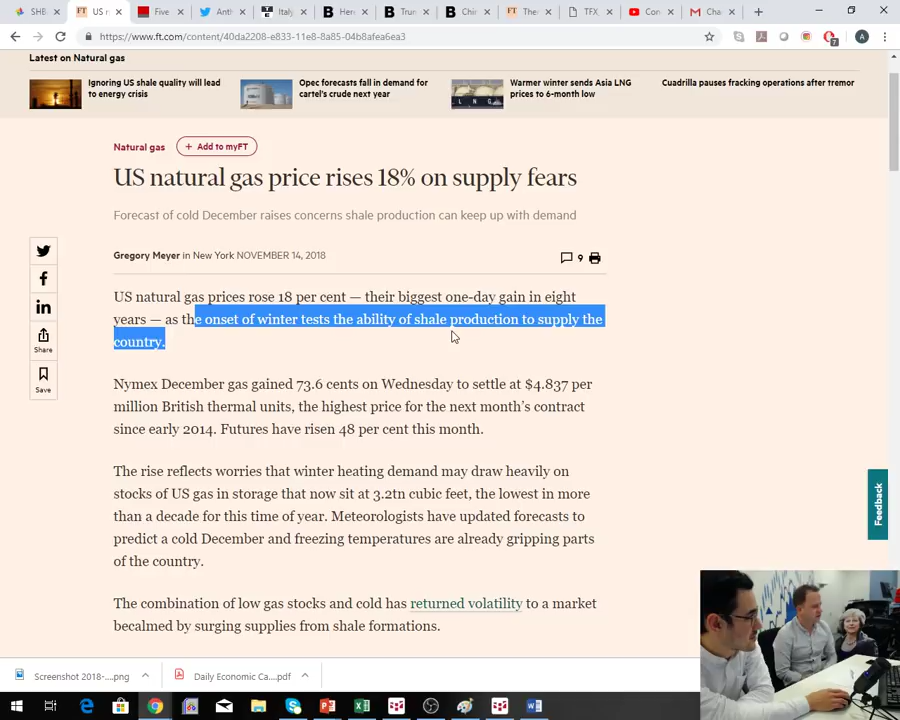 SHE
US n
Five
Anth
Italy
Here
Trun
Chin
The
TFX
Con
Cha
https://www.ft.com/content/40da2208-e833-11e8-8a85-04b8afea6ea3
Latest on Natural gas
Ignoring US shale quality will lead
to energy crisis
Opec forecasts fall in demand for
cartel's crude next year
Warmer winter sends Asia LNG
prices to 6-month low
Cuadrilla pauses fracking operations after tremor
Natural gas
+ Add to myFT
US natural gas price rises 18% on supply fears
Forecast of cold December raises concerns shale production can keep up with demand
Gregory Meyer in New York NOVEMBER 14, 2018
9
US natural gas prices rose 18 per cent — their biggest one-day gain in eight
years — as the onset of winter tests the ability of shale production to supply the
country.
Share
Save
Nymex December gas gained 73.6 cents on Wednesday to settle at $4.837 per
million British thermal units, the highest price for the next month's contract
since early 2014. Futures have risen 48 per cent this month.
The rise reflects worries that winter heating demand may draw heavily on
stocks of US gas in storage that now sit at 3.2tn cubic feet, the lowest in more
than a decade for this time of year. Meteorologists have updated forecasts to
predict a cold December and freezing temperatures are already gripping parts
of the country.
Feedback
The combination of low gas stocks and cold has returned volatility to a market
becalmed by surging supplies from shale formations.
Screenshot 2018-....png
Daily Economic Ca....pdf